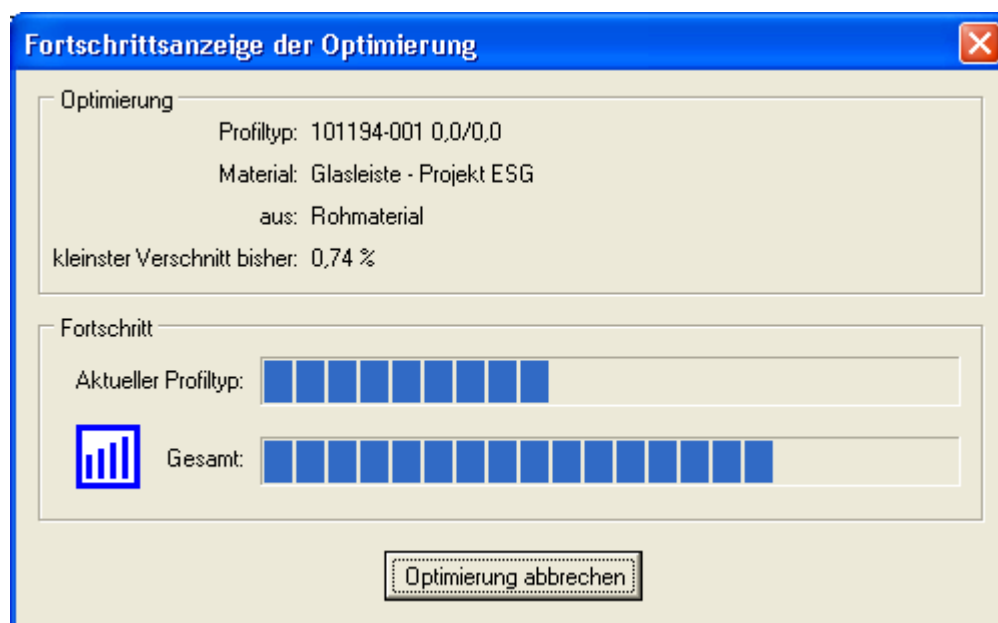 Fortschrittsanzeige der Optimierung
Optimierung
Profiltyp: 101194-001 0,0/0,0
Material: Glasleiste - Projekt ESG
aus: Rohmaterial
kleinster Verschnitt bisher: 0,74 %
Fortschritt
Aktueller Profiltyp:
Gesamt:
Optimierung abbrechen